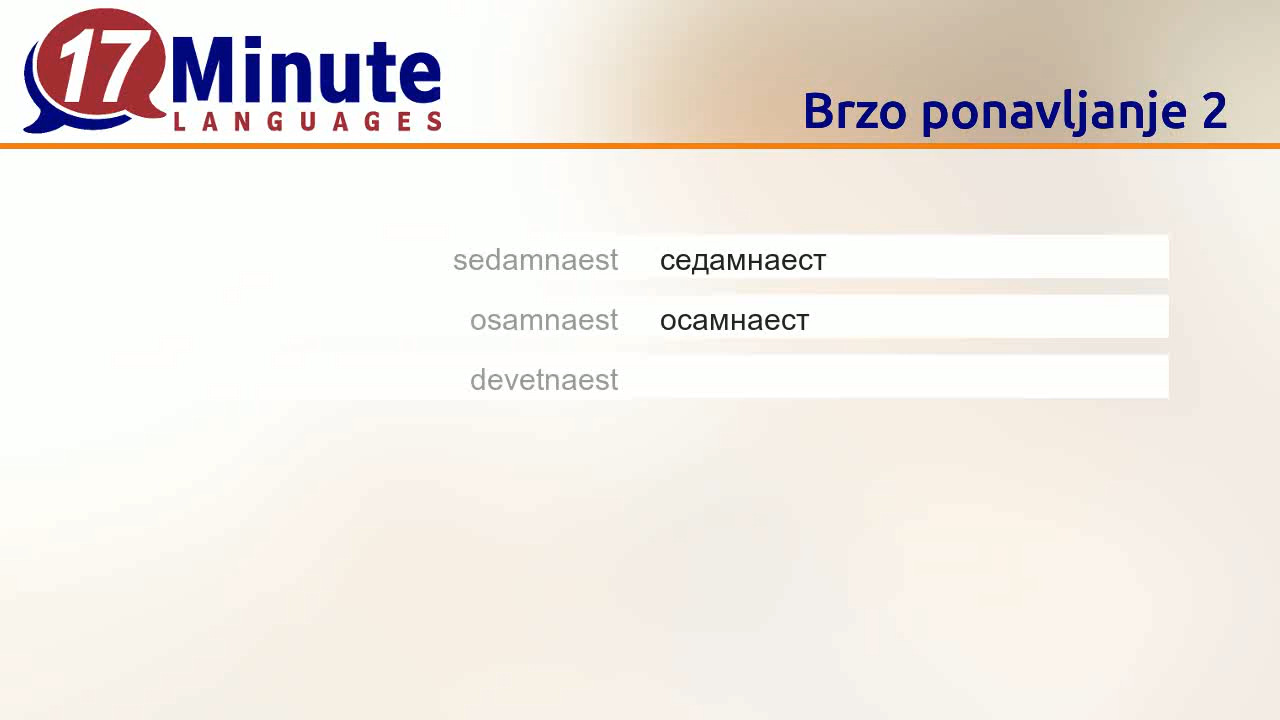 17 Minute
LANGUAGES
Brzo ponavljanje 2
sedamnaest седамнаест
osamnaest осамнаест
devetnaest